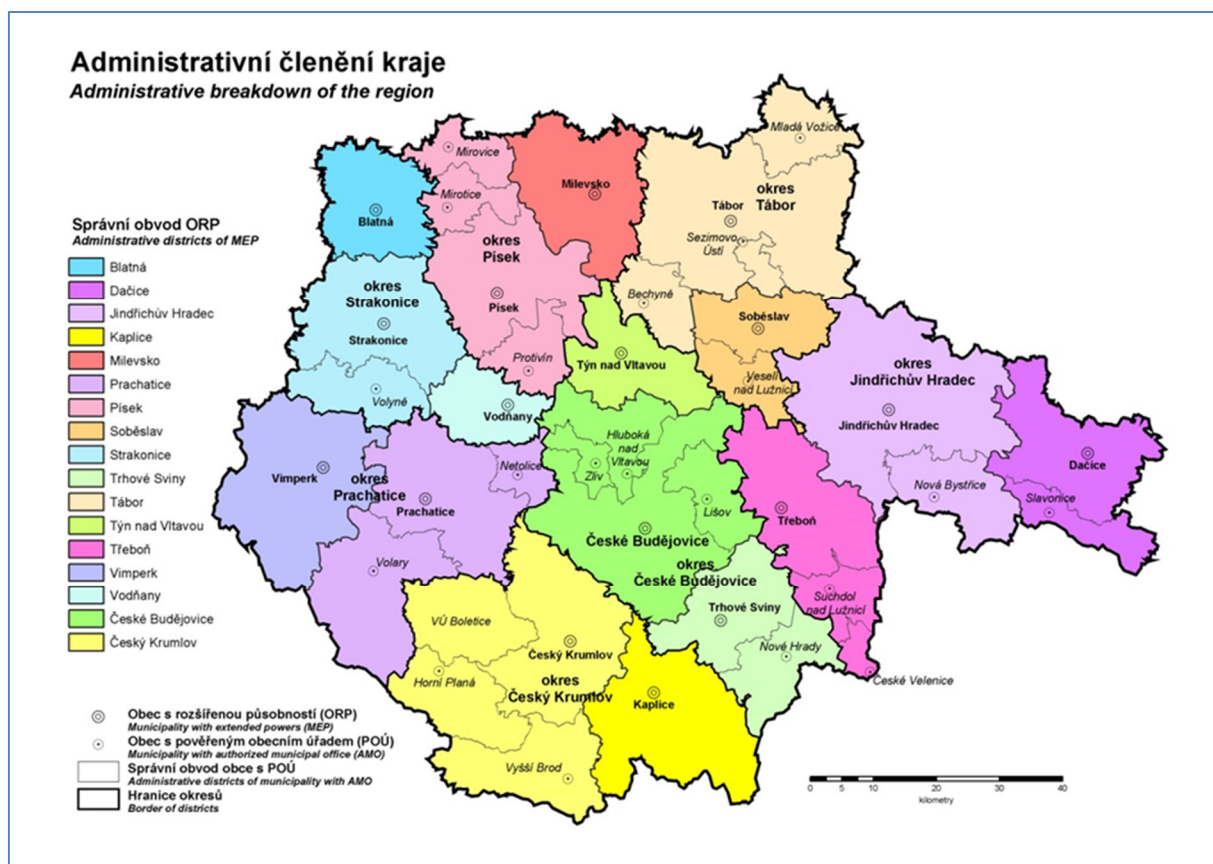 Administrativní členění kraje
Administrative breakdown of the region
Správní obvod ORP
Administrative districts of MEP
Blatná
Dačice
Jindřichův Hradec
Kaplice
Milevsko
Prachatice
Písek
Soběslav
Strakonice
Trhové Sviny
Tábor
Týn nad Vltavou
Třeboň
Vimperk
Vodňany
České Budějovice
Český Krumlov
Obec s rozšířenou působností (ORP)
Municipality with extended powers (MEP)
Obec s pověřeným obecním úřadem (POÚ)
Municipality with authorized municipal office (AMO)
Správní obvod obce s POÚ
Administrative districts of municipality with AMO
Hranice okresů
Border of districts
Mladá Vožice
Mirovice
Milevsko
Mirotice
Blatná
okres
Tábor
Tábor
Sezimovo
Ústí
okres
Písek
Písek
Bechyně
okres
Strakonice
Strakonice
Soběslav
Protivín
Týn nad Vltavou
Veselí
nad Lužnicí
okres
Jindřichův Hradec
Jindřichův Hradec
Volyně
Vodňany
Hluboká
nad
Vltavou
Zliv
Netolice
Vimperk
okres
Prachatice
Prachatice
Dačice
Nová Bystřice
Slavonice
Lišov
Třeboň
České Budějovice
okres
České Budějovice
Volary
Suchdol
nad Lužnicí
Trhové Sviny
VÚ Boletice
Český Krumlov
Nové Hrady
České Velenice
Horní Planá
okres
Český Krumlov
Kaplice
Vyšší Brod
0 5 10 20 30 40
kilometry